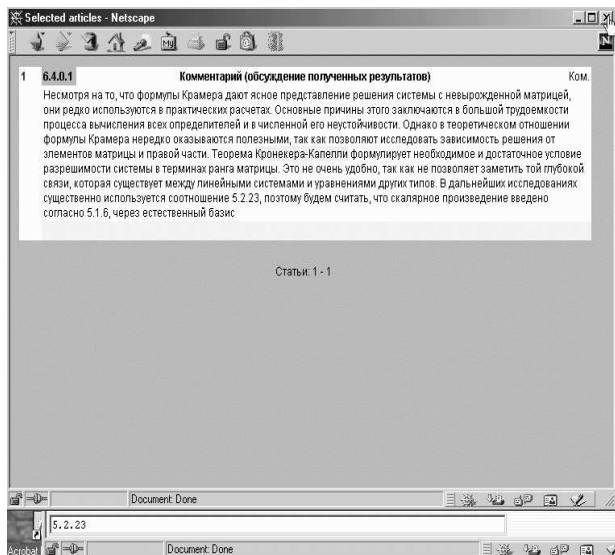 Selected articles - Netscape
My
N
1 6.4.0.1 Комментарий (обсуждение полученных результатов) Ком.
Несмотря на то, что формулы Крамера дают ясное представление решения системы с невырожденной матрицей,
они редко используются в практических расчетах. Основные причины этого заключаются в большой трудоемкости
процесса вычисления всех определителей и в численной его неустойчивости. Однако в теоретическом отношении
формулы Крамера нередко оказываются полезными, так как позволяют исследовать зависимость решения от
элементов матрицы и правой части. Теорема Кронекера-Капелли формулирует необходимое и достаточное условие
разрешимости системы в терминах ранга матрицы. Это не очень удобно, так как не позволяет заметить той глубокой
связи, которая существует между линейными системами и уравнениями других типов. В дальнейших исследованиях
существенно используется соотношение 5.2.23, поэтому будем считать, что скалярное произведение введено
согласно 5.1.6, через естественный базис
Статьи: 1 - 1
Document: Done
5.2.23
Acrobat
Document: Done